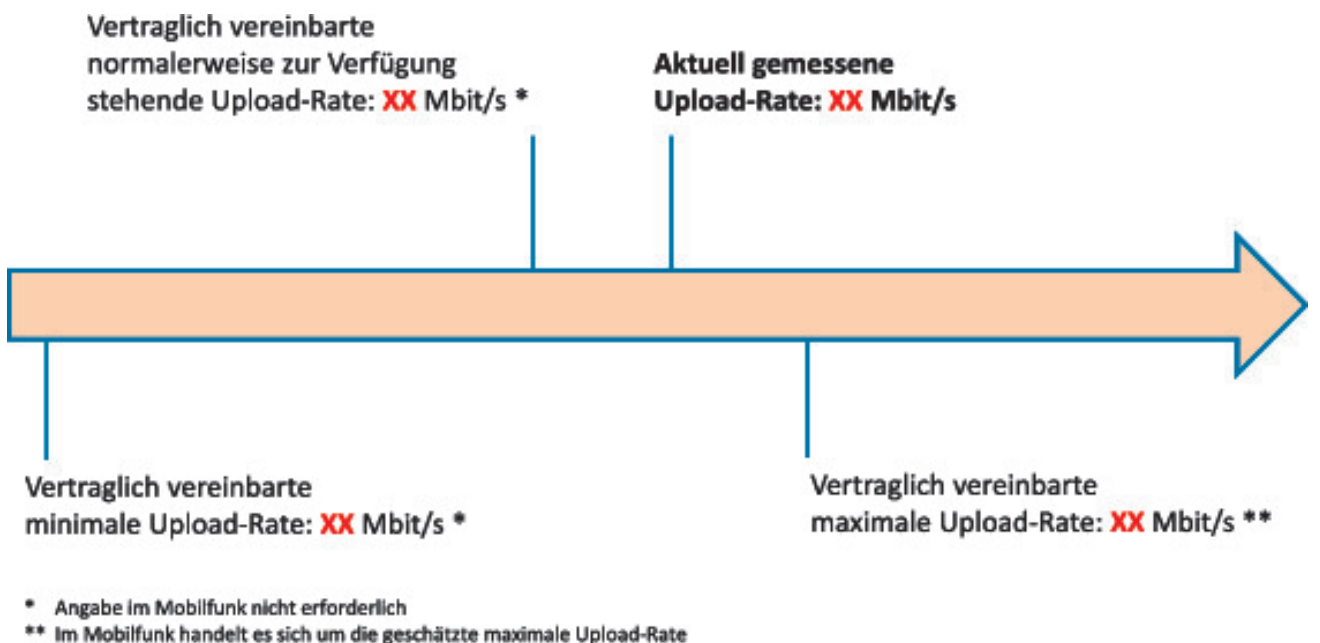 Vertraglich vereinbarte
normalerweise zur Verfügung
stehende Upload-Rate: XX Mbit/s *
Aktuell gemessene
Upload-Rate: XX Mbit/s
Vertraglich vereinbarte
minimale Upload-Rate: XX Mbit/s *
Vertraglich vereinbarte
maximale Upload-Rate: XX Mbit/s **
* Angabe im Mobilfunk nicht erforderlich
** Im Mobilfunk handelt es sich um die geschätzte maximale Upload-Rate